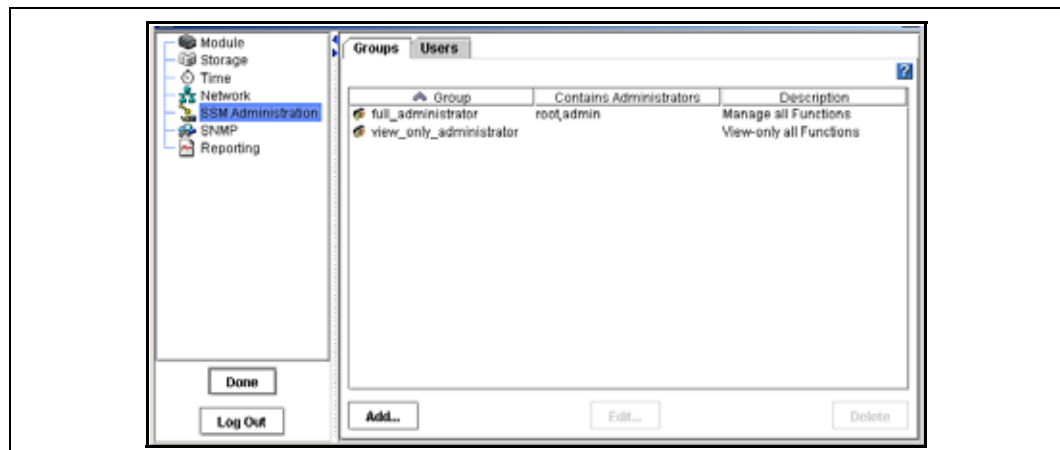 Module
Storage
Time
Network
SSM Administration
SNMP
Reporting
Done
Log Out
Groups Users
?
Group Contains Administrators Description
full_administrator root,admin Manage all Functions
view_only_administrator View-only all Functions
Add... Edit... Delete